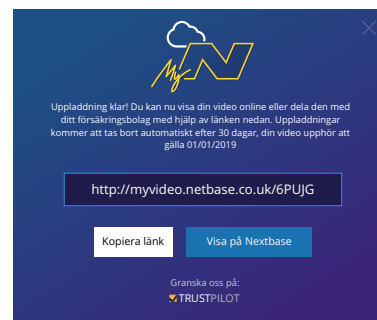 My N
Uppladdning klar! Du kan nu visa din video online eller dela den med
ditt försäkringsbolag med hjälp av länken nedan. Uppladdningar
kommer att tas bort automatiskt efter 30 dagar, din video upphör att
gälla 01/01/2019
http://myvideo.netbase.co.uk/6PUJG
Kopiera länk
Visa på Nextbase
Granska oss på:
TRUSTPILOT